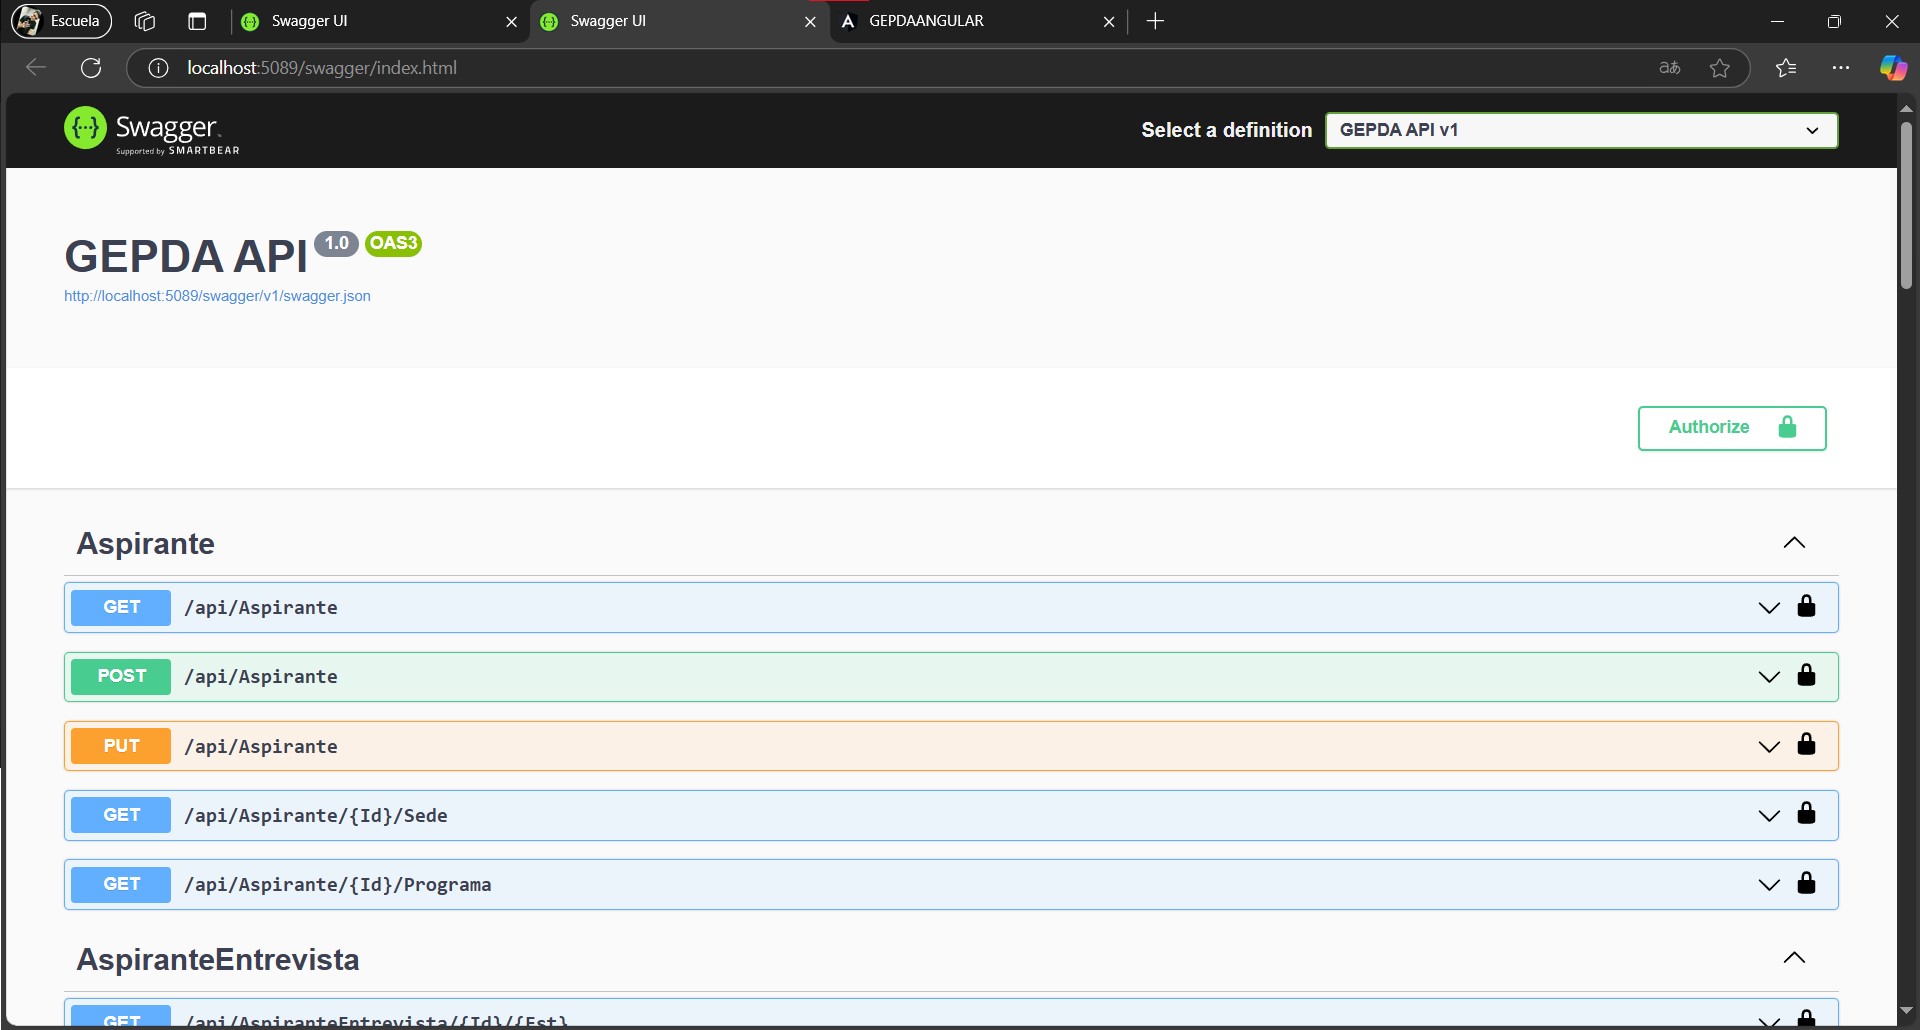 Escuela
Swagger UI
Swagger UI
GEPDAANGULAR
localhost:5089/swagger/index.html
aあ
Swagger.
Supported by SMARTBEAR
Select a definition
GEPDA API v1
GEPDA API 1.0 OAS3
http://localhost:5089/swagger/v1/swagger.json
Authorize
Aspirante
GET /api/Aspirante
POST /api/Aspirante
PUT /api/Aspirante
GET /api/Aspirante/{Id}/Sede
GET /api/Aspirante/{Id}/Programa
AspiranteEntrevista
GET /api/AspiranteEntrevista/{Id}/{Est}